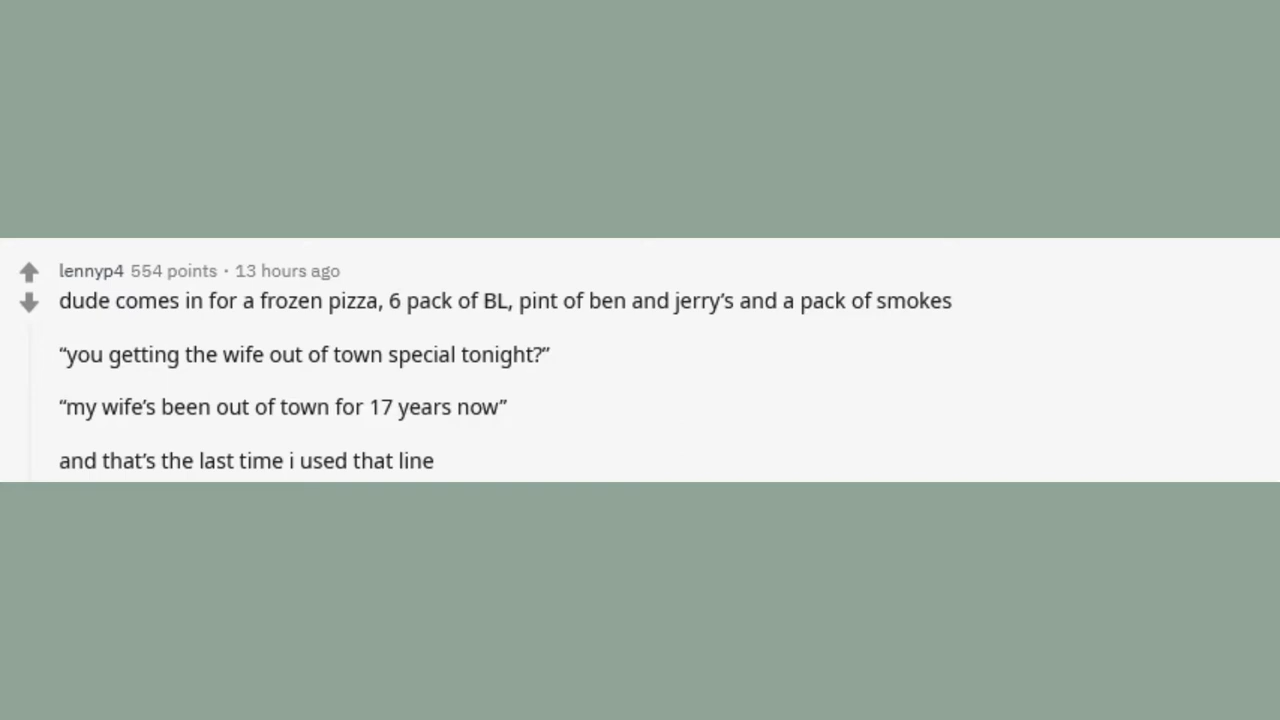 lennyp4 554 points · 13 hours ago
dude comes in for a frozen pizza, 6 pack of BL, pint of ben and jerry’s and a pack of smokes
“you getting the wife out of town special tonight?”
“my wife’s been out of town for 17 years now”
and that’s the last time i used that line